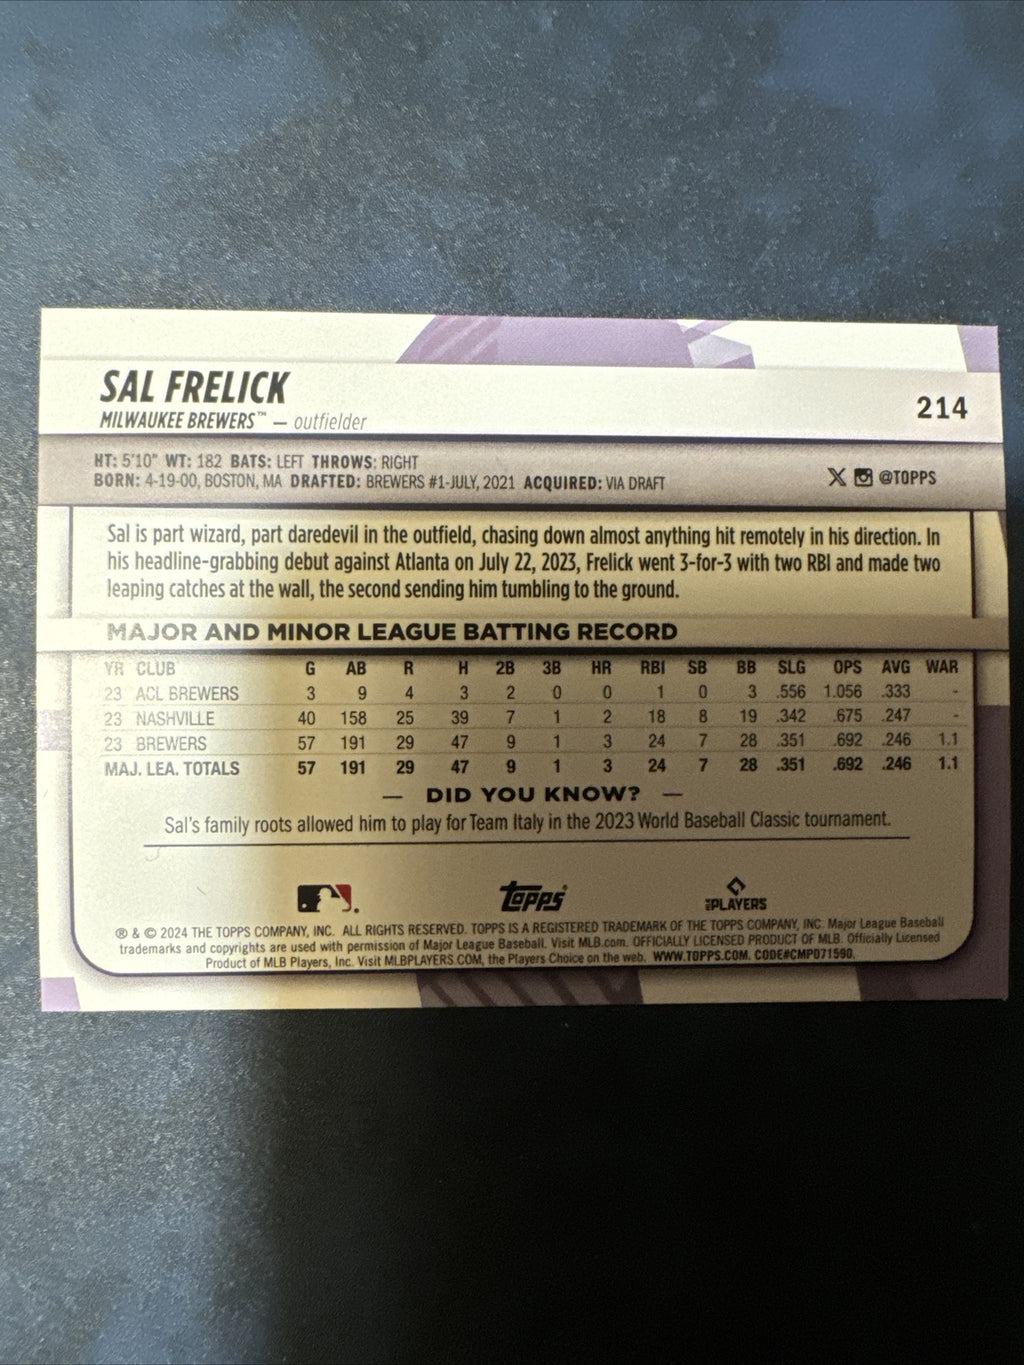 SAL FRELICK
MILWAUKEE BREWERS™ — outfielder
214
HT: 5'10" WT: 182 BATS: LEFT THROWS: RIGHT
BORN: 4-19-00, BOSTON, MA DRAFTED: BREWERS #1-JULY, 2021 ACQUIRED: VIA DRAFT
X @TOPPS
Sal is part wizard, part daredevil in the outfield, chasing down almost anything hit remotely in his direction. In
his headline-grabbing debut against Atlanta on July 22, 2023, Frelick went 3-for-3 with two RBI and made two
leaping catches at the wall, the second sending him tumbling to the ground.
MAJOR AND MINOR LEAGUE BATTING RECORD
YR CLUB G AB R H 2B 3B HR RBI SB BB SLG OPS AVG WAR
23 ACL BREWERS 3 9 4 3 2 0 0 1 0 3 .556 1.056 .333 -
23 NASHVILLE 40 158 25 39 7 1 2 18 8 19 .342 .675 .247 -
23 BREWERS 57 191 29 47 9 1 3 24 7 28 .351 .692 .246 1.1
MAJ. LEA. TOTALS 57 191 29 47 9 1 3 24 7 28 .351 .692 .246 1.1
— DID YOU KNOW? —
Sal's family roots allowed him to play for Team Italy in the 2023 World Baseball Classic tournament.
topps®
MLB PLAYERS
® & © 2024 THE TOPPS COMPANY, INC. ALL RIGHTS RESERVED. TOPPS IS A REGISTERED TRADEMARK OF THE TOPPS COMPANY, INC. Major League Baseball
trademarks and copyrights are used with permission of Major League Baseball. Visit MLB.com. OFFICIALLY LICENSED PRODUCT OF MLB. Officially Licensed
Product of MLB Players, Inc. Visit MLBPLAYERS.COM, the Players Choice on the web. WWW.TOPPS.COM. CODE#CMP071590.